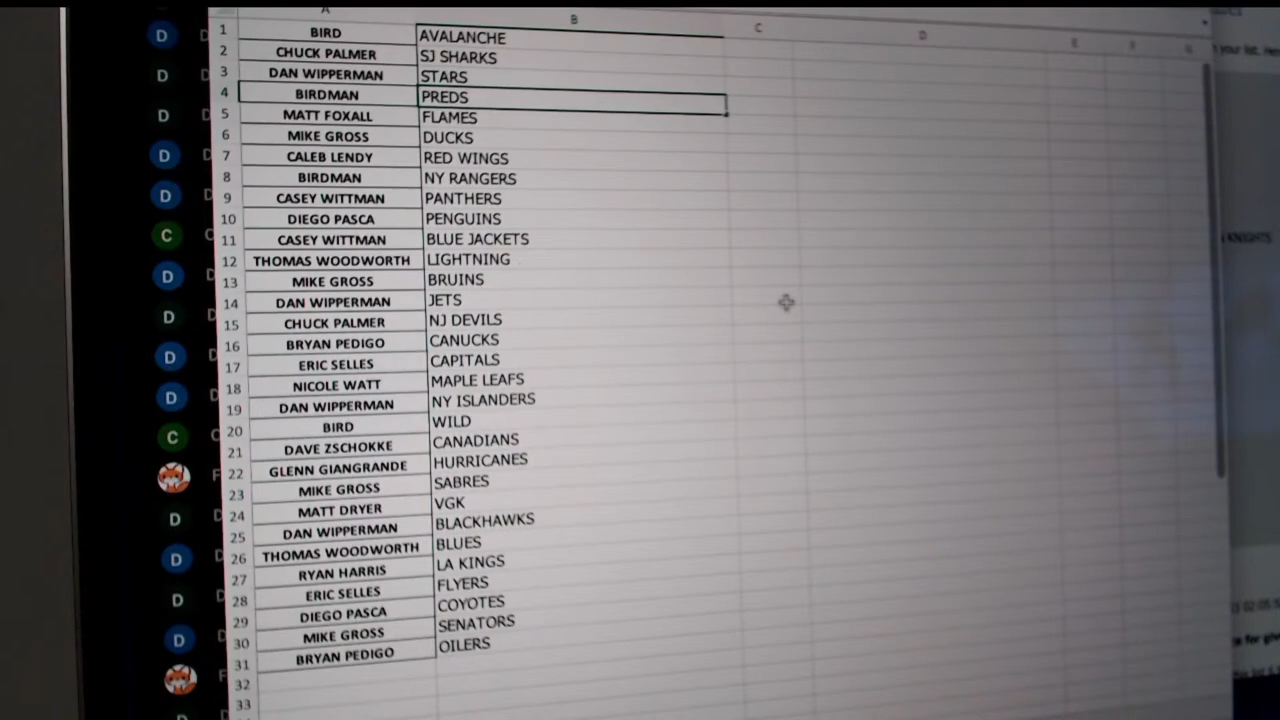 A B C D E F G
1 BIRD AVALANCHE
2 CHUCK PALMER SJ SHARKS
3 DAN WIPPERMAN STARS
4 BIRDMAN PREDS
5 MATT FOXALL FLAMES
6 MIKE GROSS DUCKS
7 CALEB LENDY RED WINGS
8 BIRDMAN NY RANGERS
9 CASEY WITTMAN PANTHERS
10 DIEGO PASCA PENGUINS
11 CASEY WITTMAN BLUE JACKETS
12 THOMAS WOODWORTH LIGHTNING
13 MIKE GROSS BRUINS
14 DAN WIPPERMAN JETS
15 CHUCK PALMER NJ DEVILS
16 BRYAN PEDIGO CANUCKS
17 ERIC SELLES CAPITALS
18 NICOLE WATT MAPLE LEAFS
19 DAN WIPPERMAN NY ISLANDERS
20 BIRD WILD
21 DAVE ZSCHOKKE CANADIANS
22 GLENN GIANGRANDE HURRICANES
23 MIKE GROSS SABRES
24 MATT DRYER VGK
25 DAN WIPPERMAN BLACKHAWKS
26 THOMAS WOODWORTH BLUES
27 RYAN HARRIS LA KINGS
28 ERIC SELLES FLYERS
29 DIEGO PASCA COYOTES
30 MIKE GROSS SENATORS
31 BRYAN PEDIGO OILERS
32
33
D
D
D
D
D
C
D
D
D
D
C
D
D
D
D
your list.
KNIGHTS
02:05
for